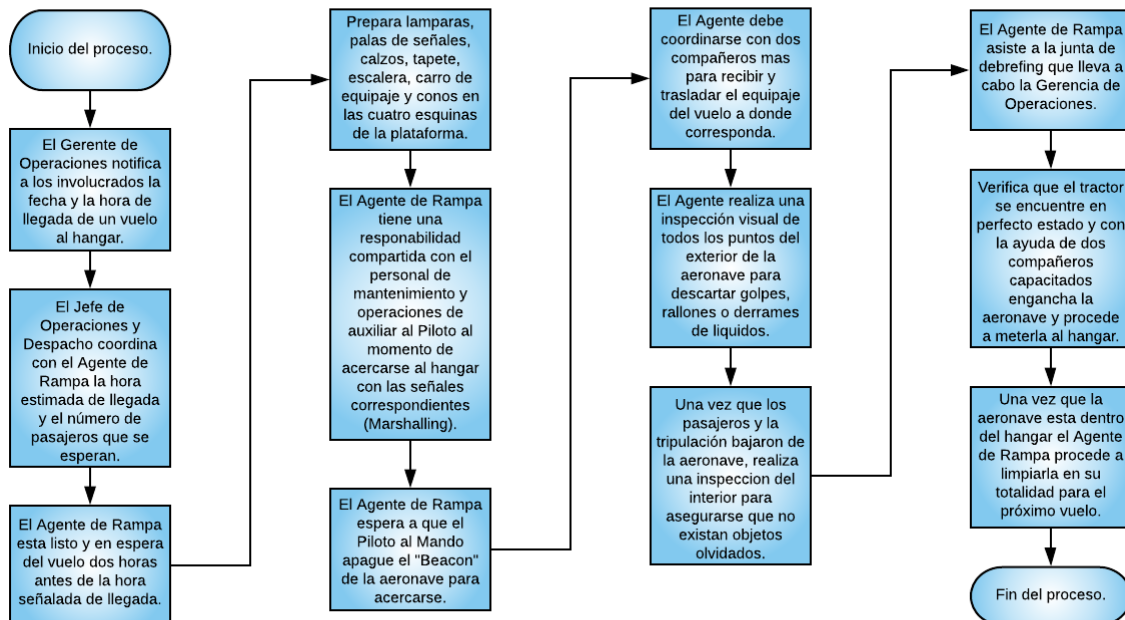 Inicio del proceso.
El Gerente de
Operaciones notifica
a los involucrados la
fecha y la hora de
llegada de un vuelo
al hangar.
El Jefe de
Operaciones y
Despacho coordina
con el Agente de
Rampa la hora
estimada de llegada
y el número de
pasajeros que se
esperan.
El Agente de Rampa
esta listo y en espera
del vuelo dos horas
antes de la hora
señalada de llegada.
Prepara lamparas,
palas de señales,
calzos, tapete,
escalera, carro de
equipaje y conos en
las cuatro esquinas
de la plataforma.
El Agente de Rampa
tiene una
responabilidad
compartida con el
personal de
mantenimiento y
operaciones de
auxiliar al Piloto al
momento de
acercarse al hangar
con las señales
correspondientes
(Marshalling).
El Agente de Rampa
espera a que el
Piloto al Mando
apague el "Beacon"
de la aeronave para
acercarse.
El Agente debe
coordinarse con dos
compañeros mas
para recibir y
trasladar el equipaje
del vuelo a donde
corresponda.
El Agente realiza una
inspección visual de
todos los puntos del
exterior de la
aeronave para
descartar golpes,
rallones o derrames
de liquidos.
Una vez que los
pasajeros y la
tripulación bajaron de
la aeronave, realiza
una inspeccion del
interior para
asegurarse que no
existan objetos
olvidados.
El Agente de Rampa
asiste a la junta de
debrefing que lleva a
cabo la Gerencia de
Operaciones.
Verifica que el tractor
se encuentre en
perfecto estado y con
la ayuda de dos
compañeros
capacitados
engancha la
aeronave y procede
a meterla al hangar.
Una vez que la
aeronave esta dentro
del hangar el Agente
de Rampa procede a
limpiarla en su
totalidad para el
próximo vuelo.
Fin del proceso.